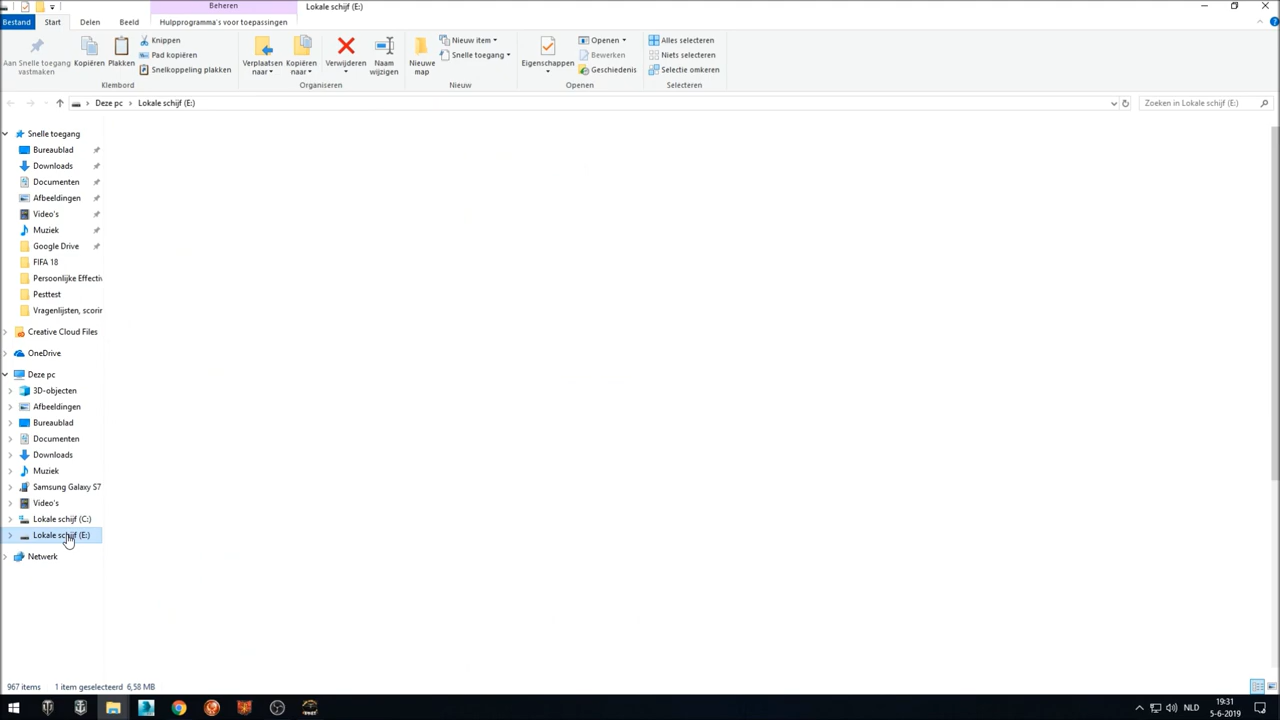 Beheren
Lokale schijf (E:)
Bestand
Start
Delen
Beeld
Hulpprogramma's voor toepassingen
Aan Snelle toegang
vastmaken
Kopiëren
Plakken
Knippen
Pad kopiëren
Snelkoppeling plakken
Klembord
Verplaatsen
naar
Kopiëren
naar
Verwijderen
Naam
wijzigen
Organiseren
Nieuwe
map
Nieuw item
Snelle toegang
Nieuw
Eigenschappen
Openen
Bewerken
Geschiedenis
Openen
Alles selecteren
Niets selecteren
Selectie omkeren
Selecteren
Deze pc
Lokale schijf (E:)
Zoeken in Lokale schijf (E:)
Snelle toegang
Bureaublad
Downloads
Documenten
Afbeeldingen
Video's
Muziek
Google Drive
FIFA 18
Persoonlijke Effectiv
Pesttest
Vragenlijsten, scorin
Creative Cloud Files
OneDrive
Deze pc
3D-objecten
Afbeeldingen
Bureaublad
Documenten
Downloads
Muziek
Samsung Galaxy S7
Video's
Lokale schijf (C:)
Lokale schijf (E:)
Netwerk
967 items
1 item geselecteerd 6,58 MB
NLD
19:31
5-6-2019